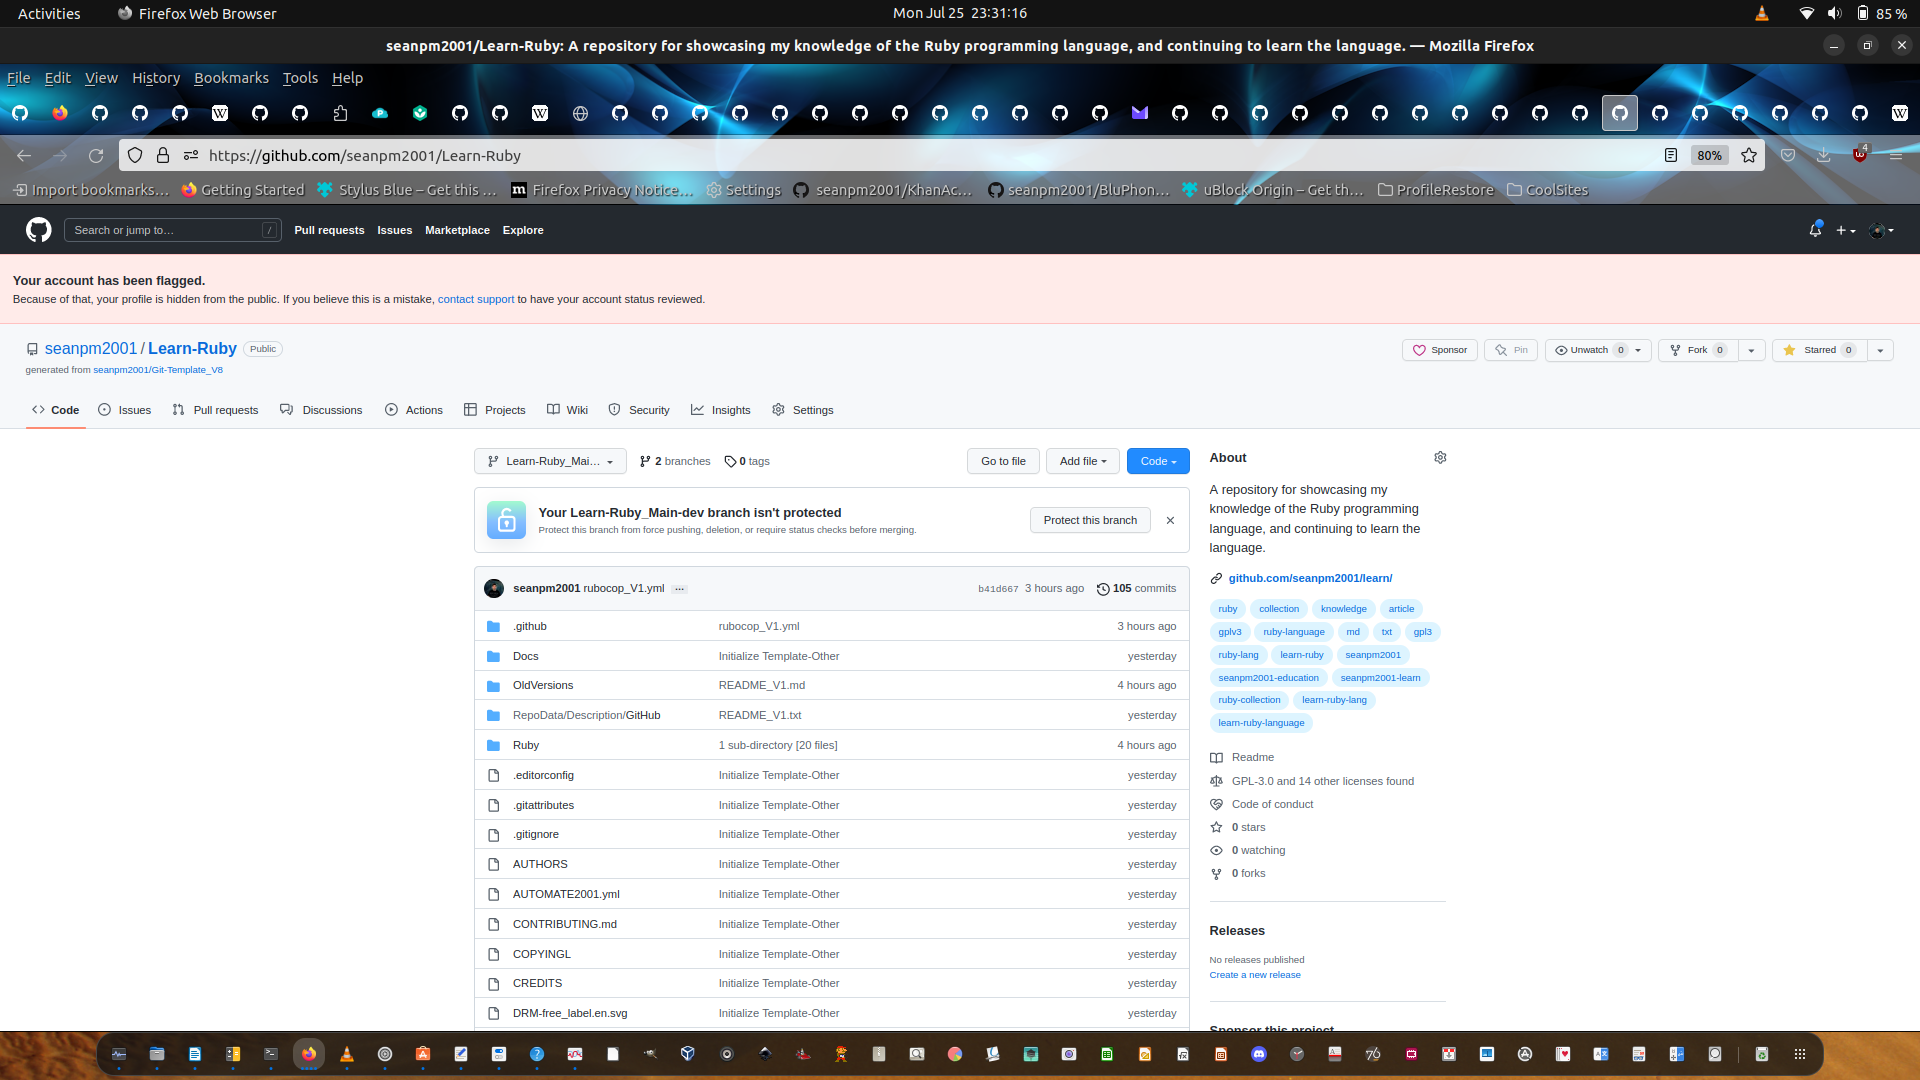 Activities
Firefox Web Browser
Mon Jul 25 23:31:16
85 %
seanpm2001/Learn-Ruby: A repository for showcasing my knowledge of the Ruby programming language, and continuing to learn the language. — Mozilla Firefox
File Edit View History Bookmarks Tools Help
https://github.com/seanpm2001/Learn-Ruby
80%
4
Import bookmarks… Getting Started Stylus Blue – Get this … Firefox Privacy Notice… Settings seanpm2001/KhanAc… seanpm2001/BluPhon… uBlock Origin – Get th… ProfileRestore CoolSites
Search or jump to… /
Pull requests Issues Marketplace Explore
Your account has been flagged.
Because of that, your profile is hidden from the public. If you believe this is a mistake, contact support to have your account status reviewed.
seanpm2001 / Learn-Ruby Public
generated from seanpm2001/Git-Template_V8
Sponsor Pin Unwatch 0 Fork 0 Starred 0
Code Issues Pull requests Discussions Actions Projects Wiki Security Insights Settings
Learn-Ruby_Mai… 2 branches 0 tags Go to file Add file Code
Your Learn-Ruby_Main-dev branch isn't protected
Protect this branch from force pushing, deletion, or require status checks before merging.
Protect this branch
seanpm2001 rubocop_V1.yml ... b41d667 3 hours ago 105 commits
.github rubocop_V1.yml 3 hours ago
Docs Initialize Template-Other yesterday
OldVersions README_V1.md 4 hours ago
RepoData/Description/GitHub README_V1.txt yesterday
Ruby 1 sub-directory [20 files] 4 hours ago
.editorconfig Initialize Template-Other yesterday
.gitattributes Initialize Template-Other yesterday
.gitignore Initialize Template-Other yesterday
AUTHORS Initialize Template-Other yesterday
AUTOMATE2001.yml Initialize Template-Other yesterday
CONTRIBUTING.md Initialize Template-Other yesterday
COPYINGL Initialize Template-Other yesterday
CREDITS Initialize Template-Other yesterday
DRM-free_label.en.svg Initialize Template-Other yesterday
About
A repository for showcasing my
knowledge of the Ruby programming
language, and continuing to learn the
language.
github.com/seanpm2001/learn/
ruby collection knowledge article
gplv3 ruby-language md txt gpl3
ruby-lang learn-ruby seanpm2001
seanpm2001-education seanpm2001-learn
ruby-collection learn-ruby-lang
learn-ruby-language
Readme
GPL-3.0 and 14 other licenses found
Code of conduct
0 stars
0 watching
0 forks
Releases
No releases published
Create a new release
Sponsor this project